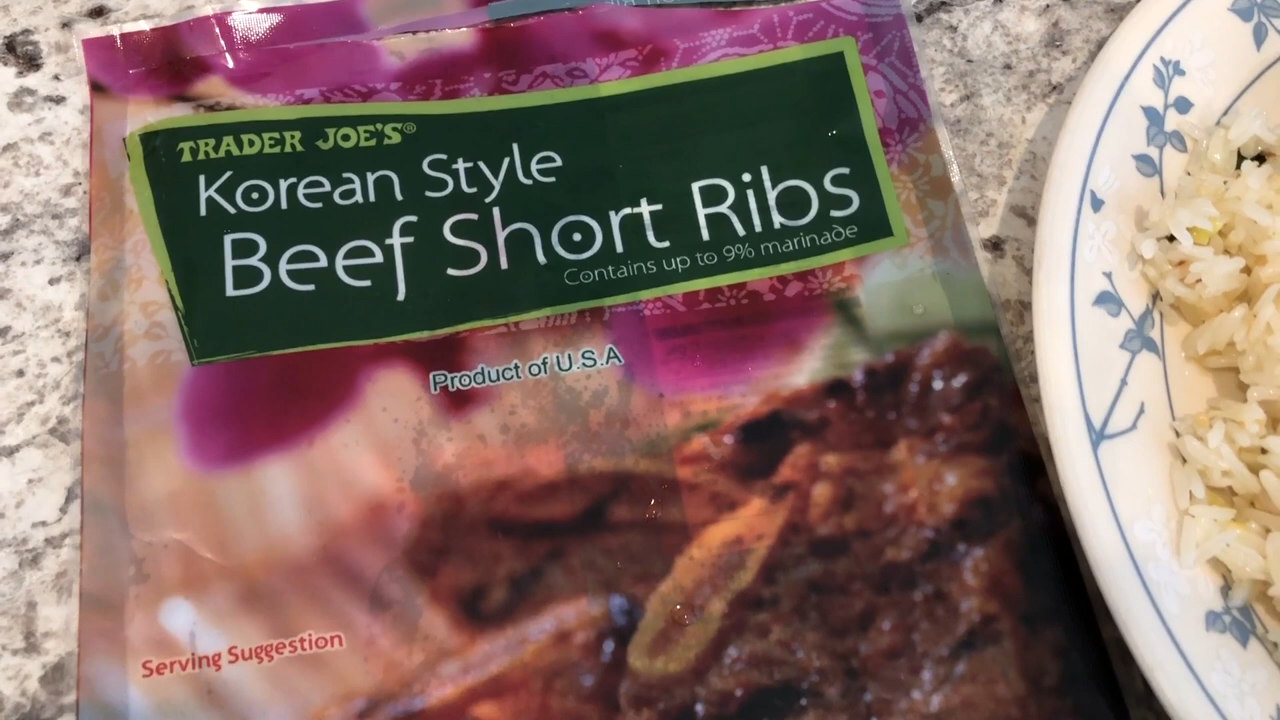 TRADER JOE'S®
Korean Style
Beef Short Ribs
Contains up to 9% marinade
Product of U.S.A
Serving Suggestion